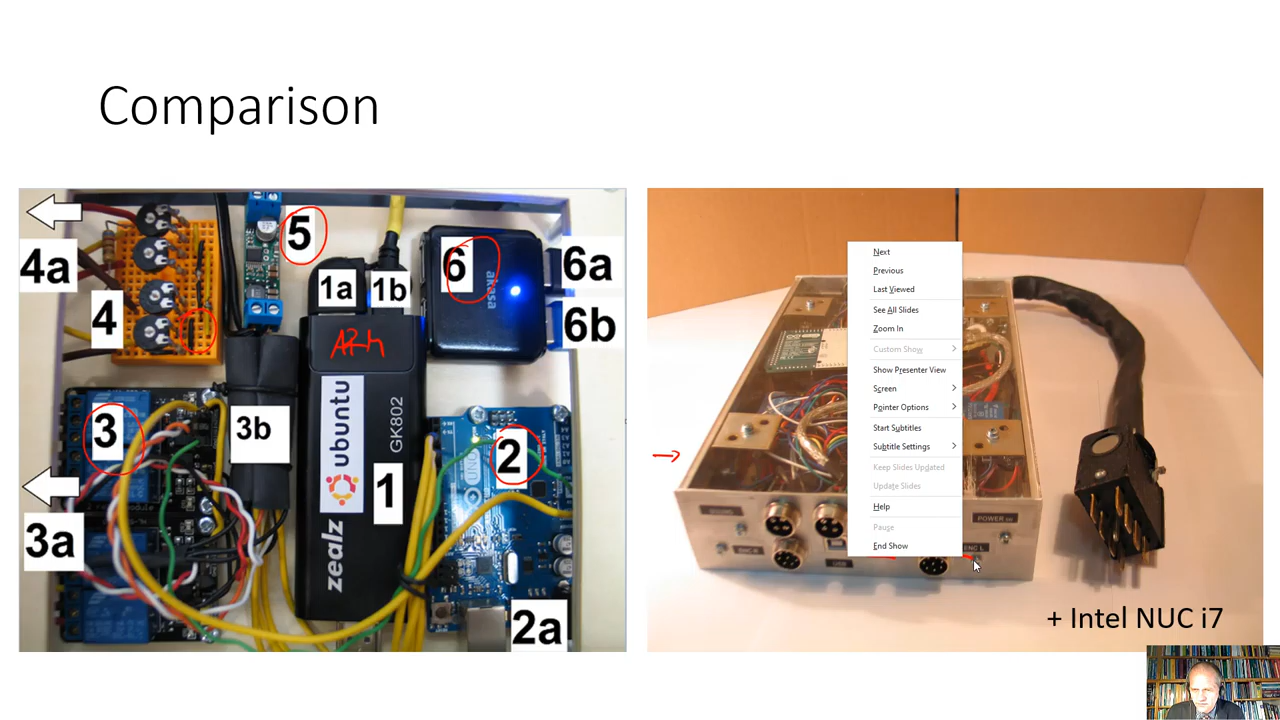 Comparison
4a
4
5
1a
1b
6
akasa
6a
6b
3
3b
3a
ubuntu
GK802
1
zealz
2
2a
Next
Previous
Last Viewed
See All Slides
Zoom In
Custom Show
Show Presenter View
Screen
Pointer Options
Start Subtitles
Subtitle Settings
Keep Slides Updated
Update Slides
Help
Pause
End Show
POWER
USB
+ Intel NUC i7